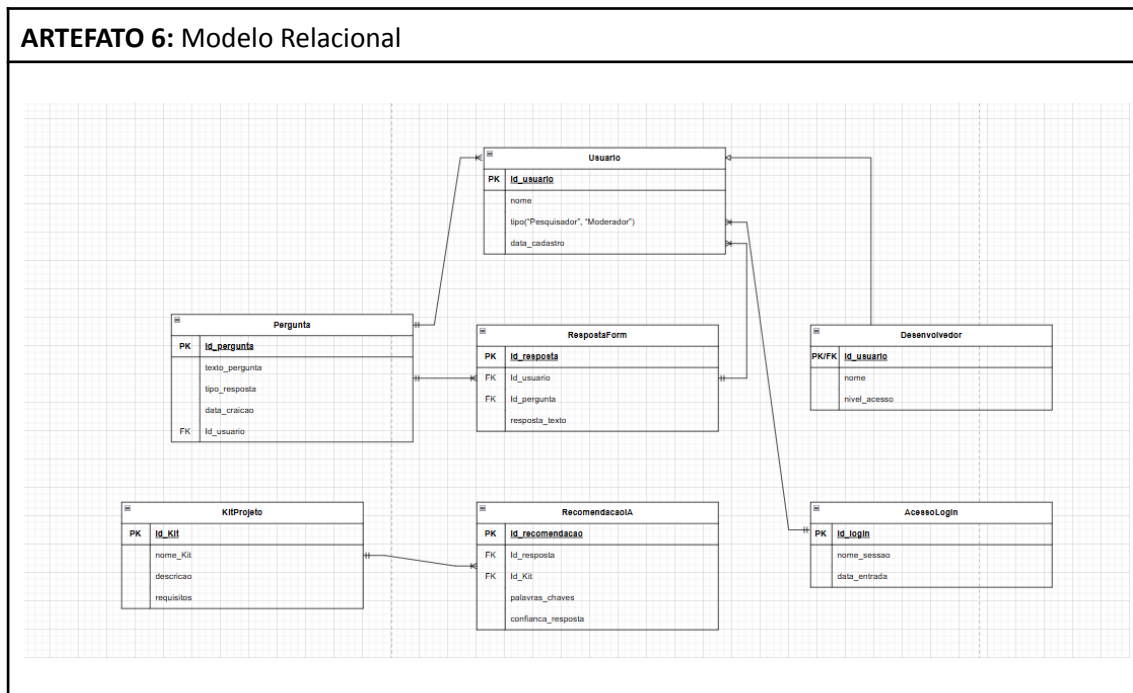 ARTEFATO 6: Modelo Relacional
Usuario
PK Id_usuario
nome
tipo("Pesquisador", "Moderador")
data_cadastro
Pergunta
PK Id_pergunta
texto_pergunta
tipo_resposta
data_craicao
FK Id_usuario
RespostaForm
PK Id_resposta
FK Id_usuario
FK Id_pergunta
resposta_texto
Desenvolvedor
PK/FK Id_usuario
nome
nivel_acesso
KitProjeto
PK Id_Kit
nome_Kit
descricao
requisitos
RecomendacaoIA
PK Id_recomendacao
FK Id_resposta
FK Id_Kit
palavras_chaves
confianca_resposta
AcessoLogin
PK Id_login
nome_sessao
data_entrada